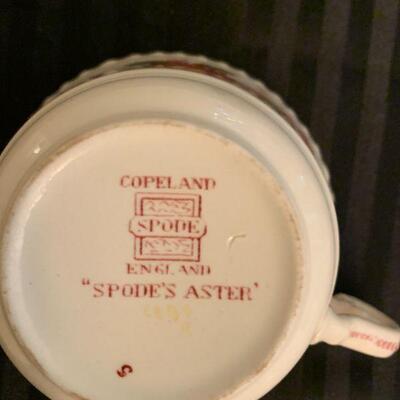 COPELAND
SPODE
ENGLAND
"SPODE'S ASTER'
S